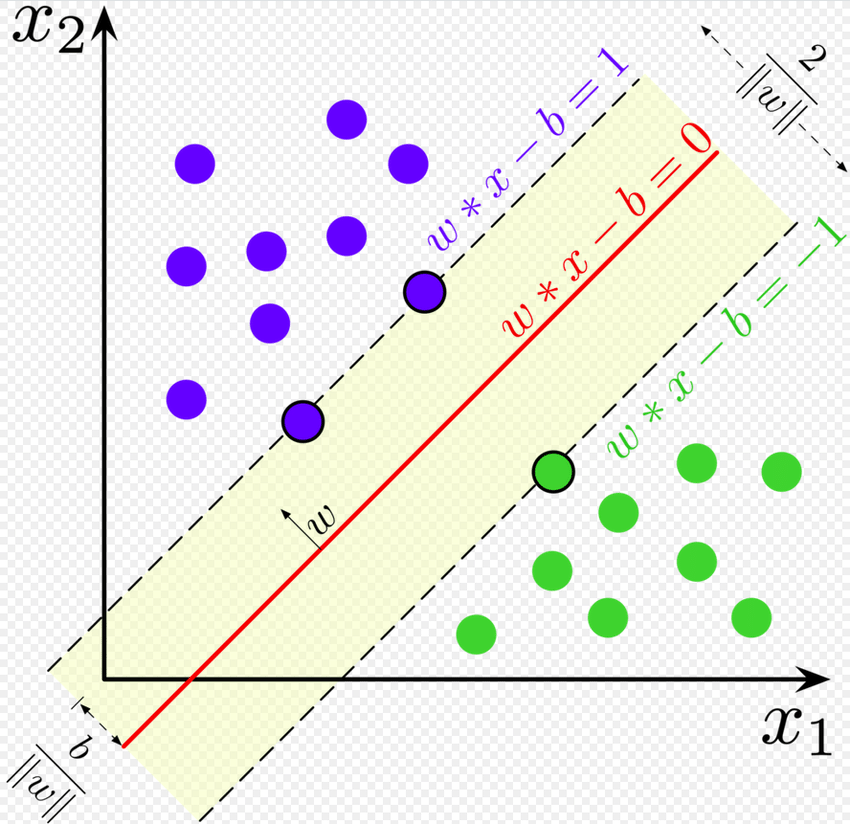 x₂
w * x − b = 1
2
‖w‖
w * x − b = 0
w * x − b = −1
w
x₁
b
‖w‖